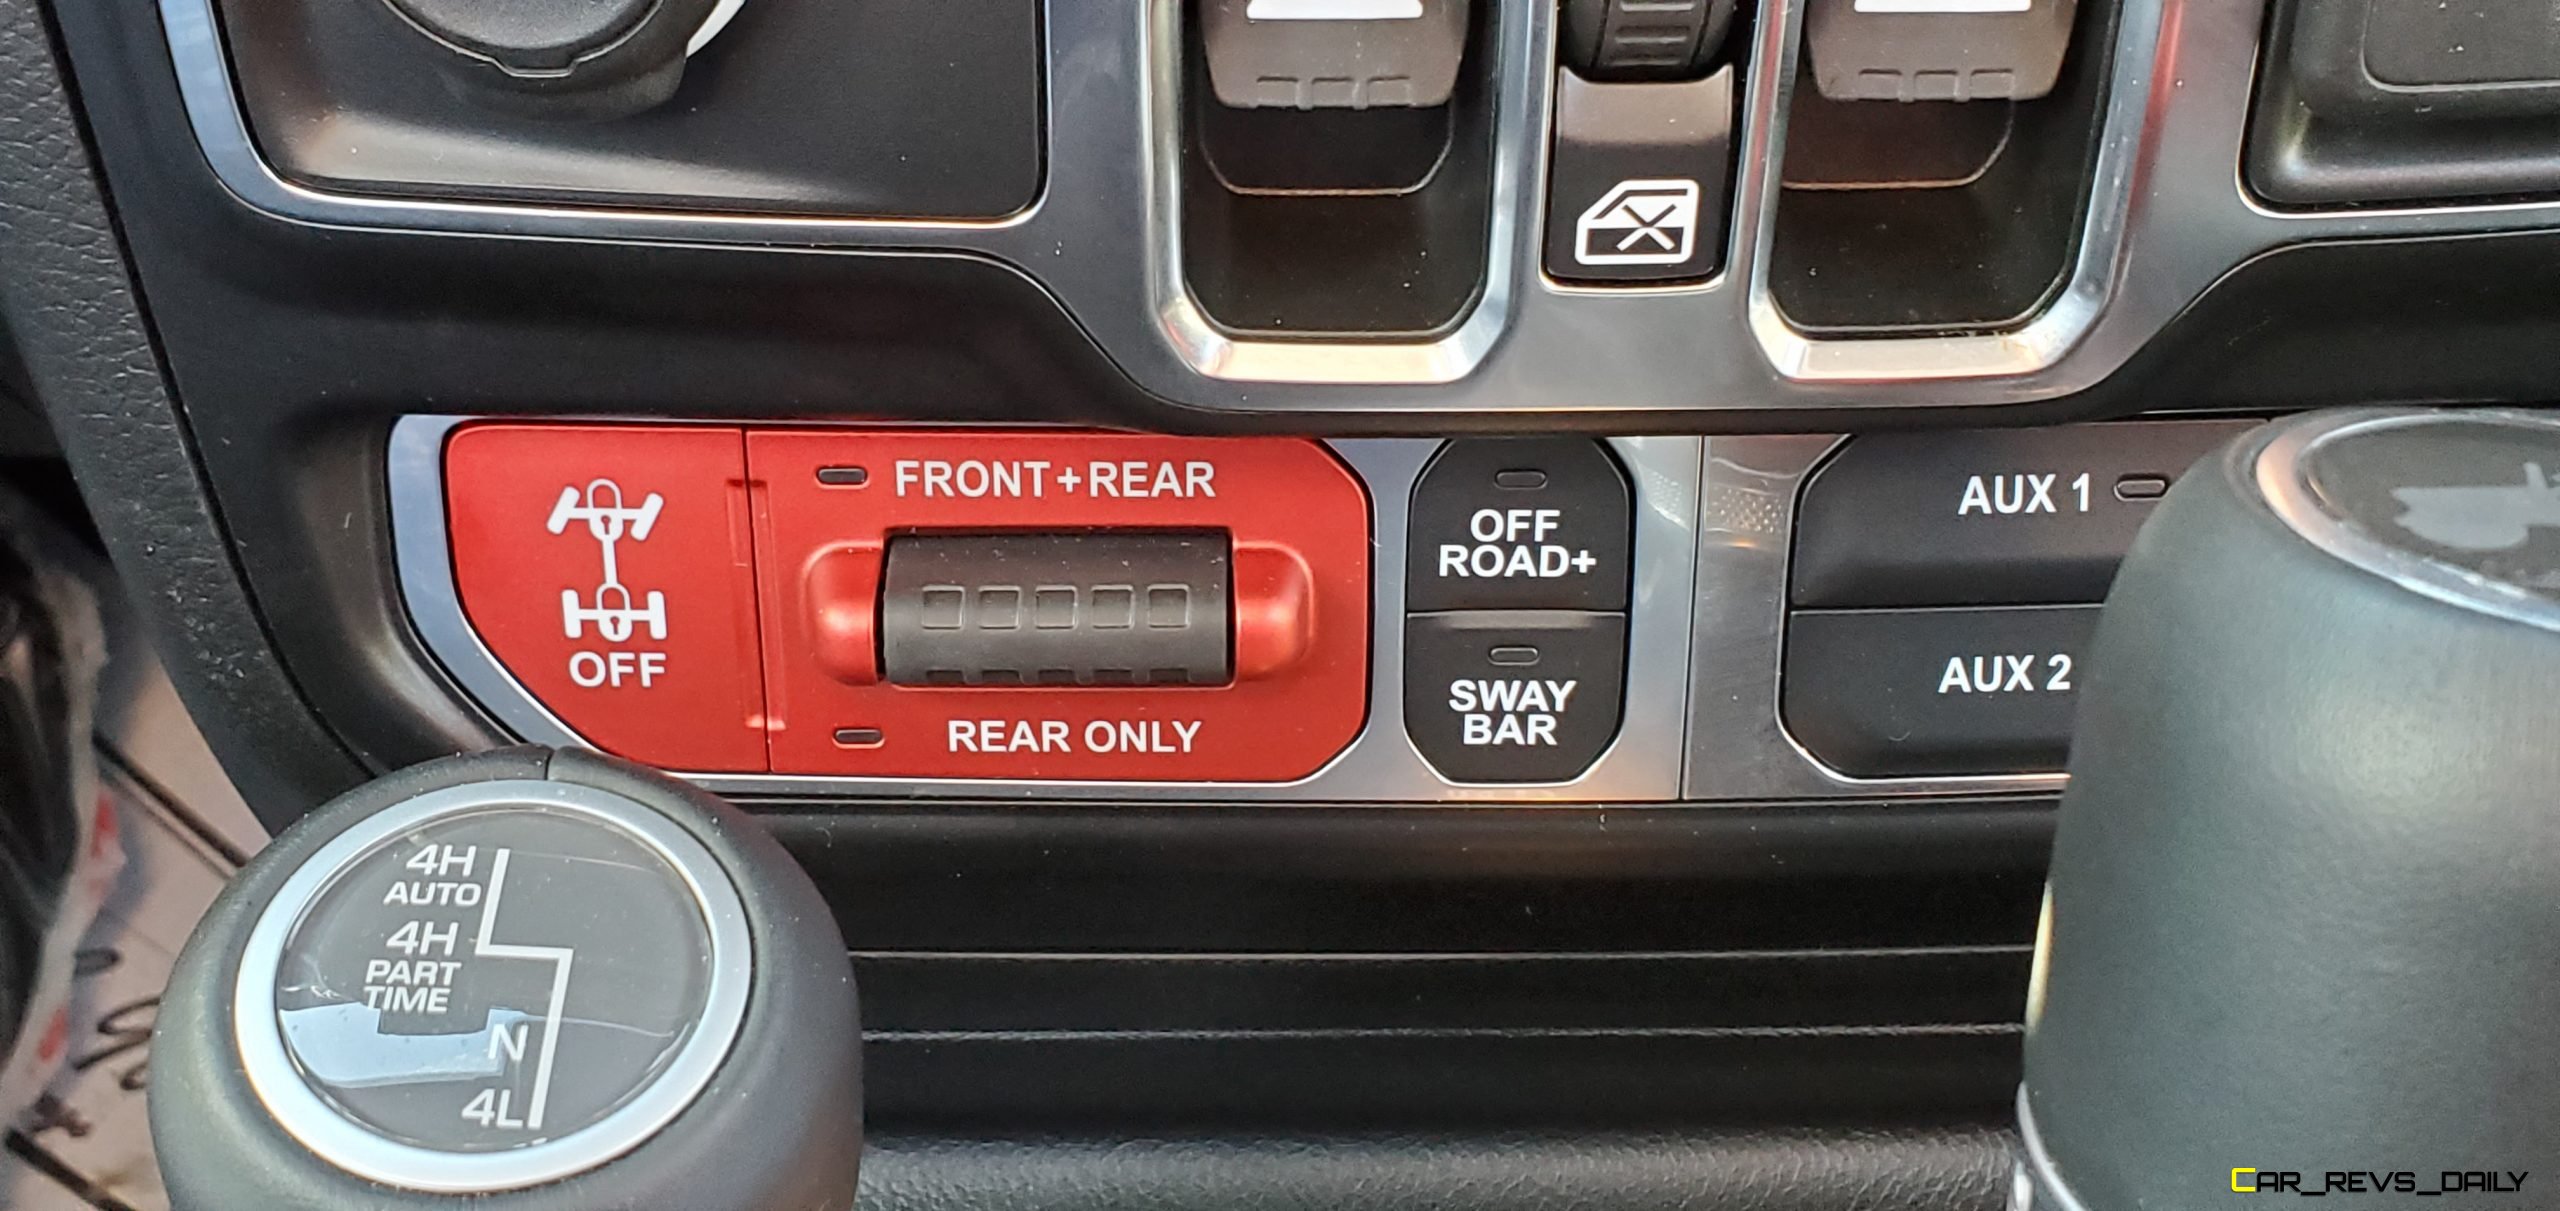 FRONT+REAR
OFF
REAR ONLY
OFF
ROAD+
SWAY
BAR
AUX 1
AUX 2
4H
AUTO
4H
PART
TIME
N
4L
CAR_REVS_DAILY